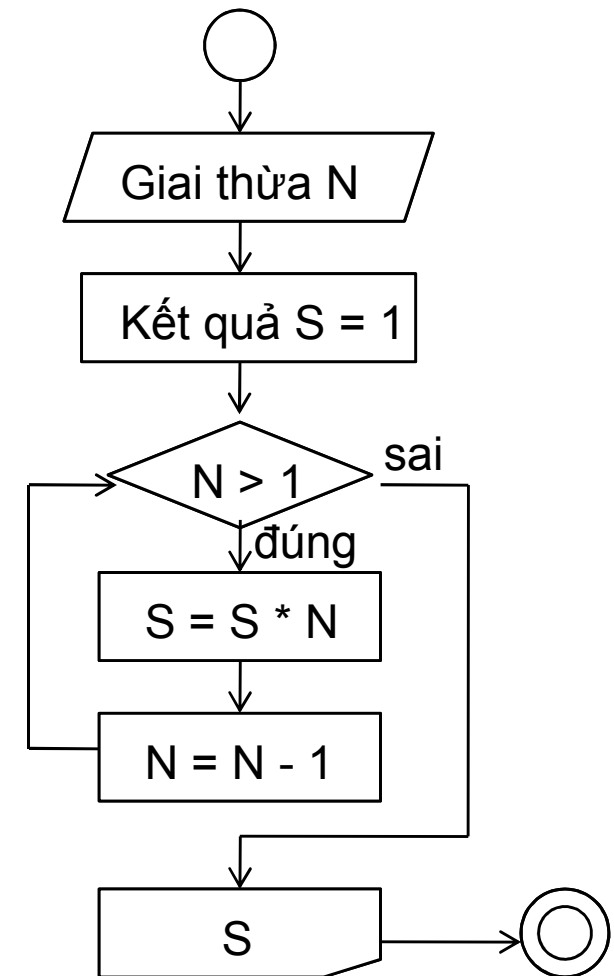 Giai thừa N
Kết quả S = 1
N > 1
sai
đúng
S = S * N
N = N - 1
S